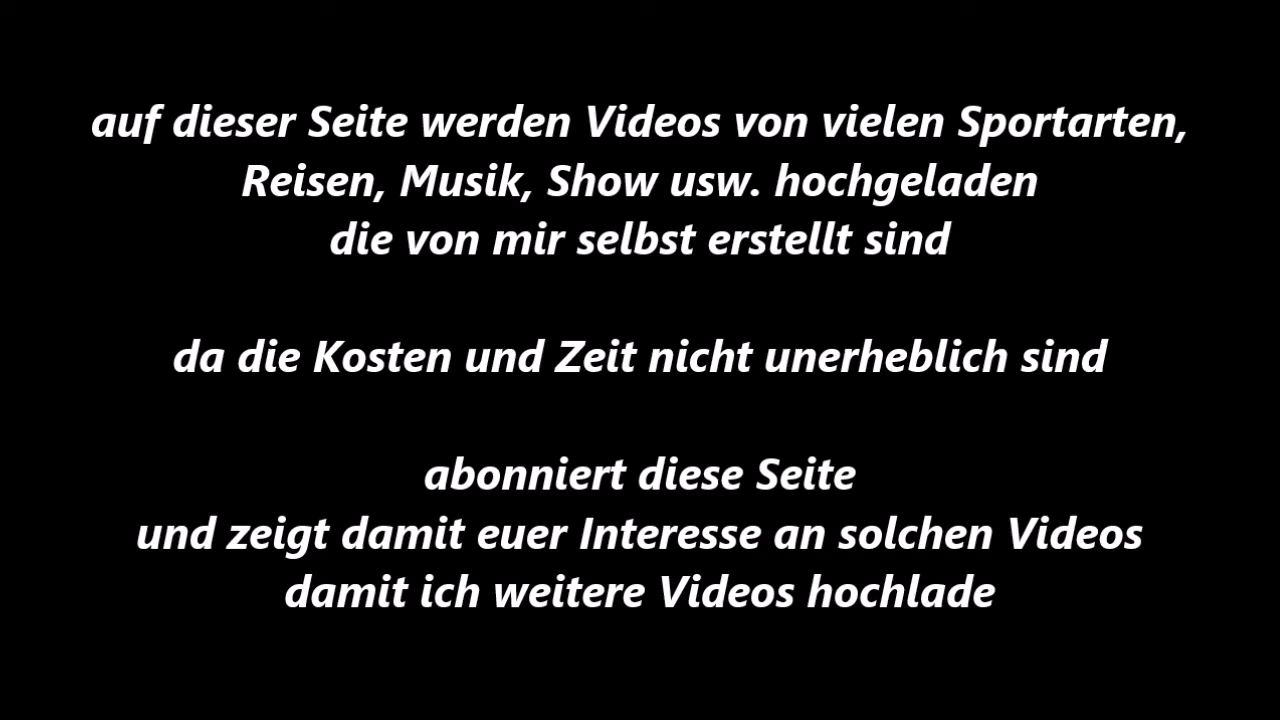 auf dieser Seite werden Videos von vielen Sportarten,
Reisen, Musik, Show usw. hochgeladen
die von mir selbst erstellt sind
da die Kosten und Zeit nicht unerheblich sind
abonniert diese Seite
und zeigt damit euer Interesse an solchen Videos
damit ich weitere Videos hochlade